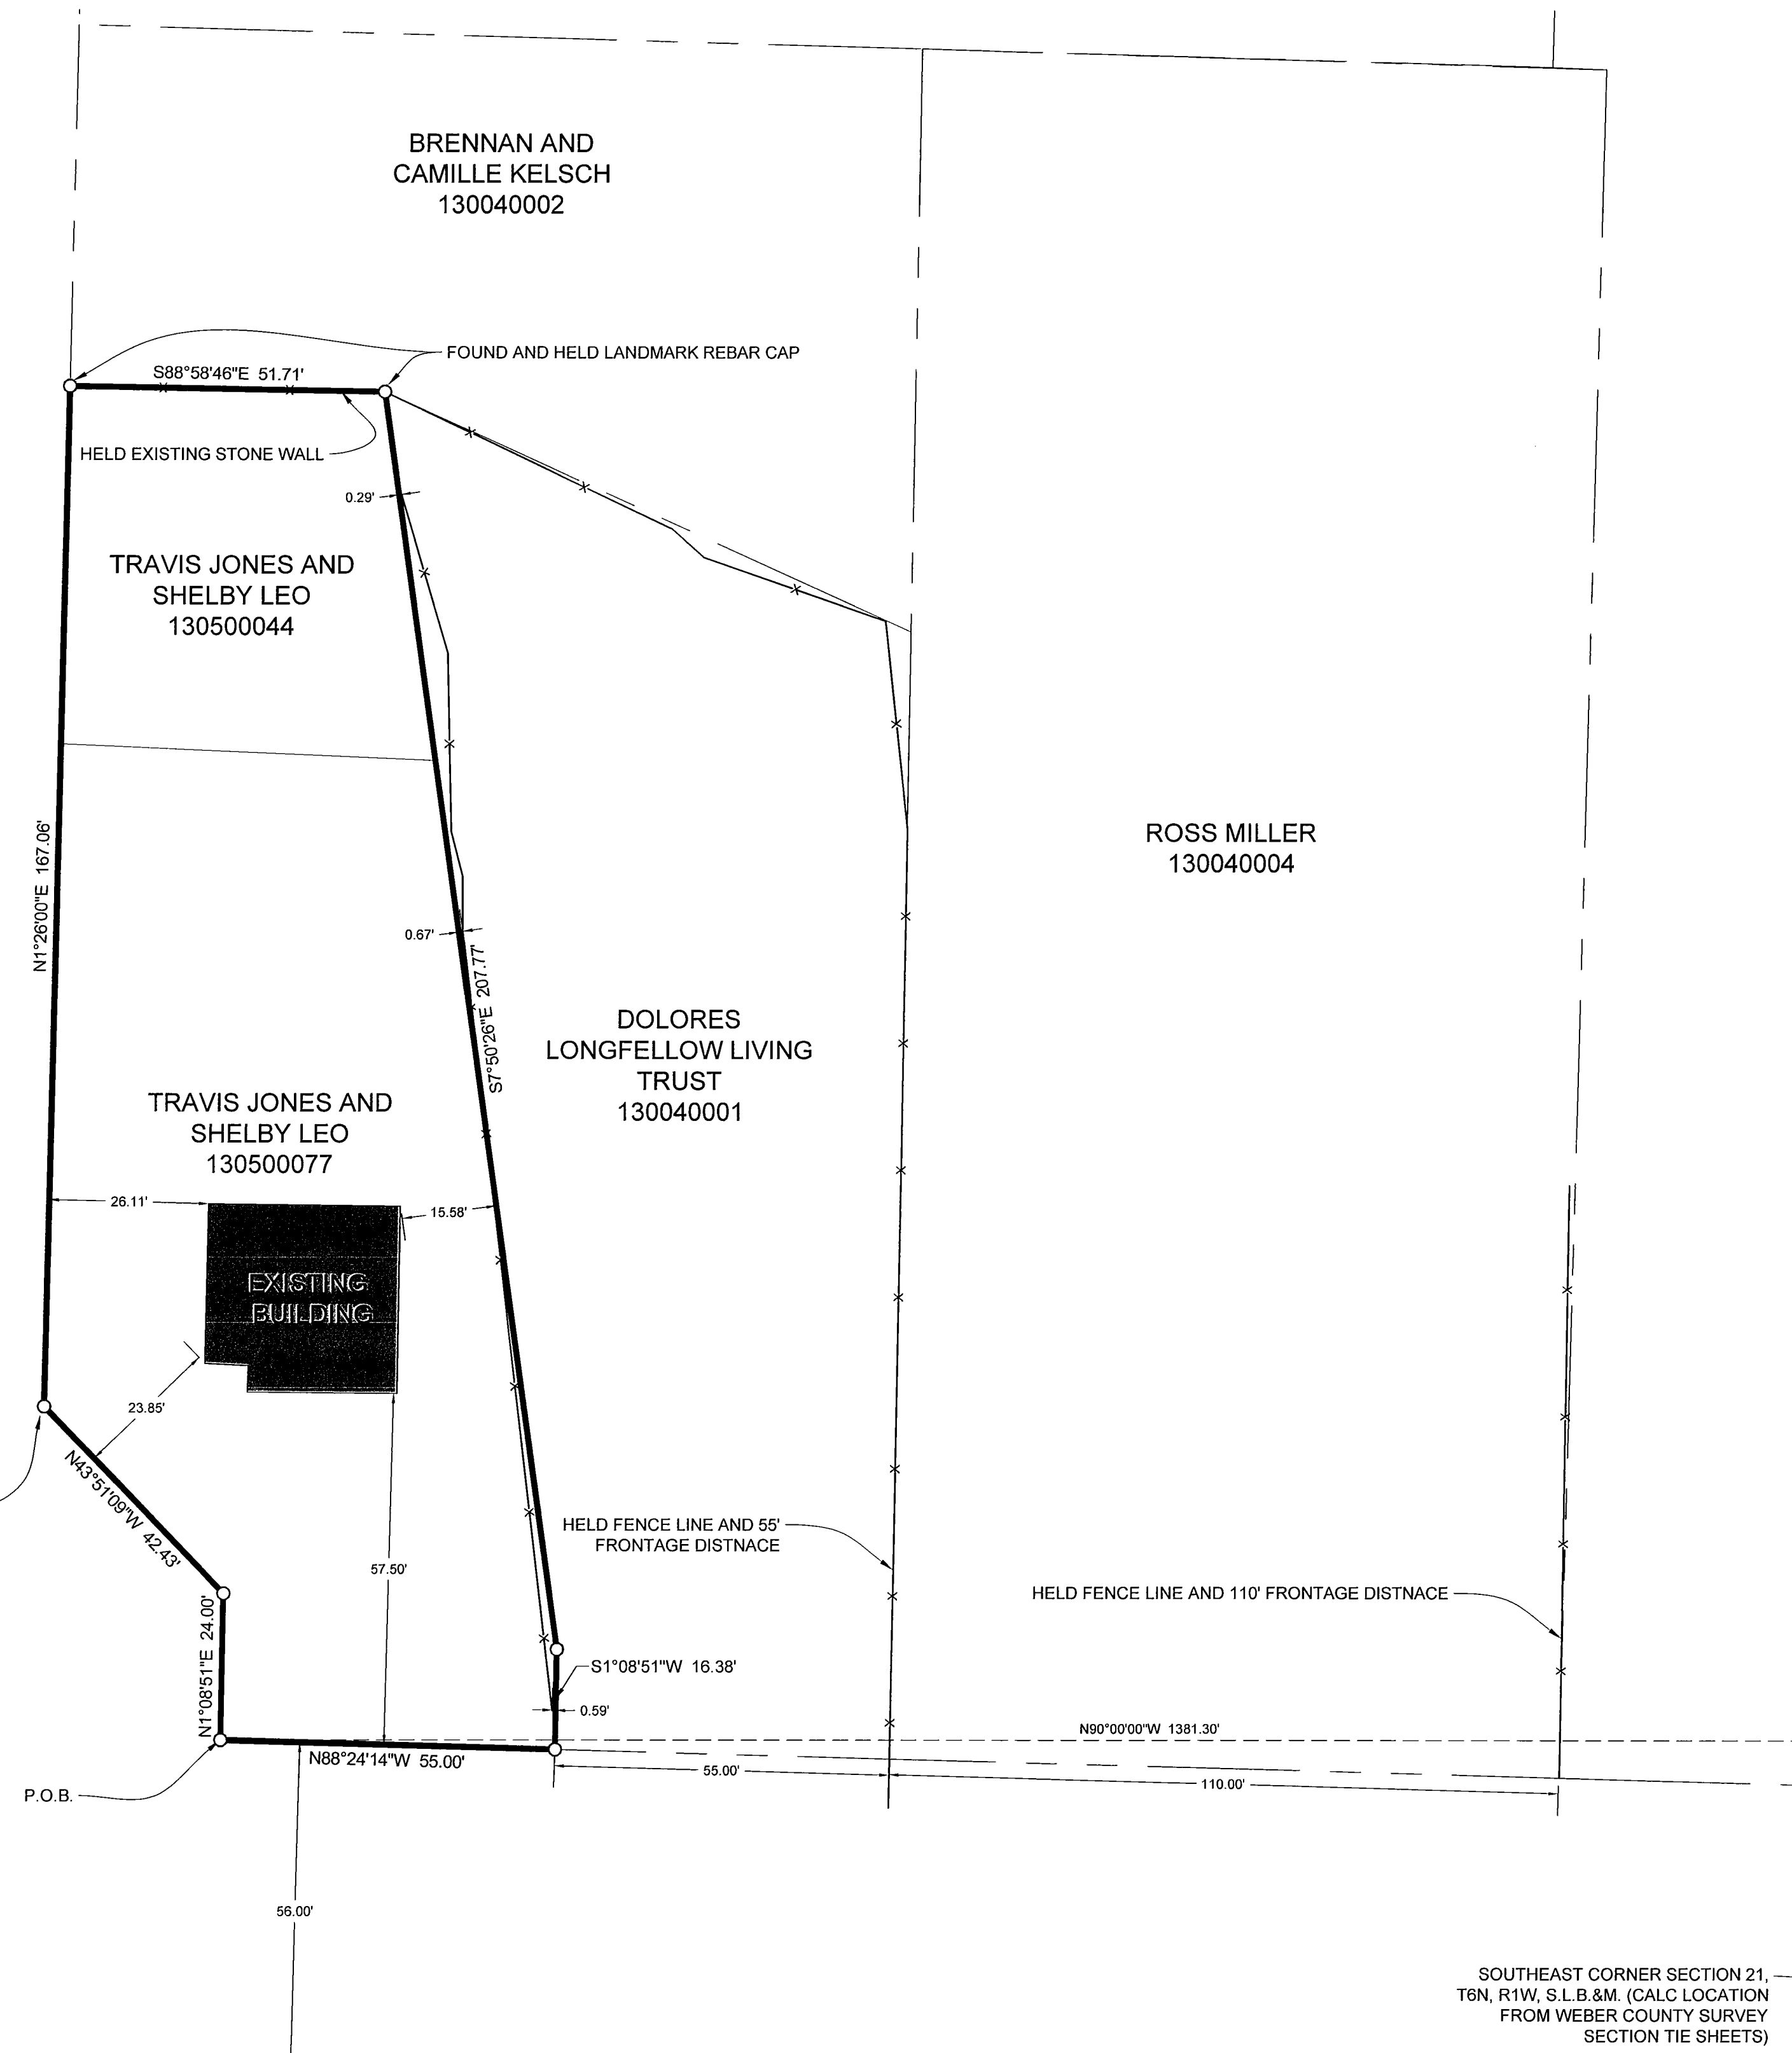 BRENNAN AND
CAMILLE KELSCH
130040002
FOUND AND HELD LANDMARK REBAR CAP
S88°58'46"E 51.71'
HELD EXISTING STONE WALL
0.29'
TRAVIS JONES AND
SHELBY LEO
130500044
ROSS MILLER
130040004
N1°26'00"E 167.06'
0.67'
S7°50'26"E 207.77'
DOLORES
LONGFELLOW LIVING
TRUST
130040001
TRAVIS JONES AND
SHELBY LEO
130500077
26.11'
15.58'
EXISTING
BUILDING
23.85'
N43°51'09"W 42.43'
57.50'
HELD FENCE LINE AND 55'
FRONTAGE DISTNACE
HELD FENCE LINE AND 110' FRONTAGE DISTNACE
N1°08'51"E 24.00'
S1°08'51"W 16.38'
0.59'
N90°00'00"W 1381.30'
N88°24'14"W 55.00'
55.00'
110.00'
P.O.B.
56.00'
SOUTHEAST CORNER SECTION 21,
T6N, R1W, S.L.B.&M. (CALC LOCATION
FROM WEBER COUNTY SURVEY
SECTION TIE SHEETS)